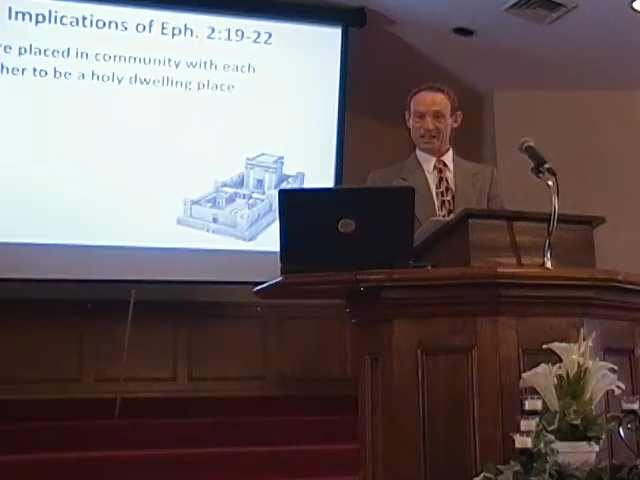 Implications of Eph. 2:19-22
re placed in community with each
her to be a holy dwelling place